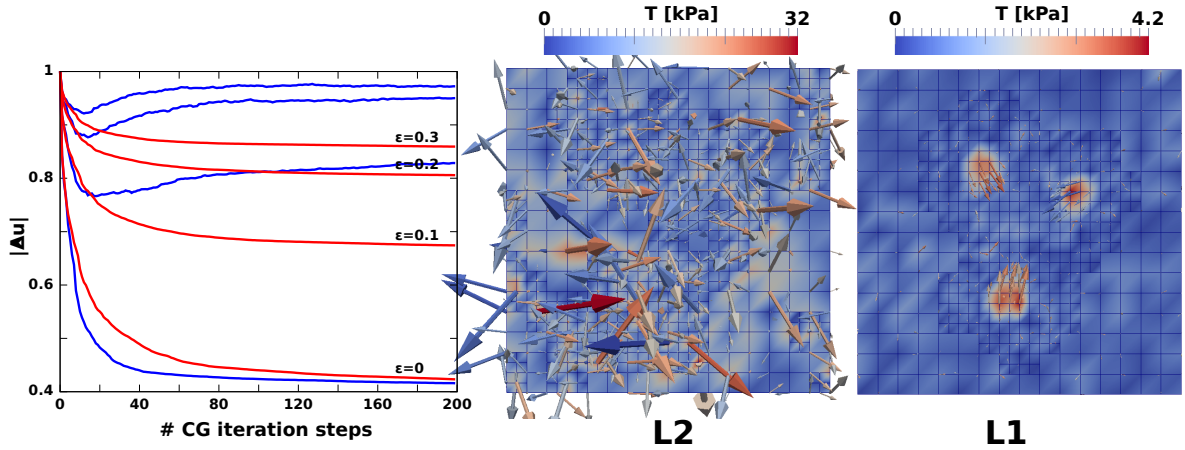 T [kPa]
0
32
T [kPa]
0
4.2
1
0.8
0.6
0.4
|Δu|
ε=0.3
ε=0.2
ε=0.1
ε=0
0 40 80 120 160 200
# CG iteration steps
L2
L1